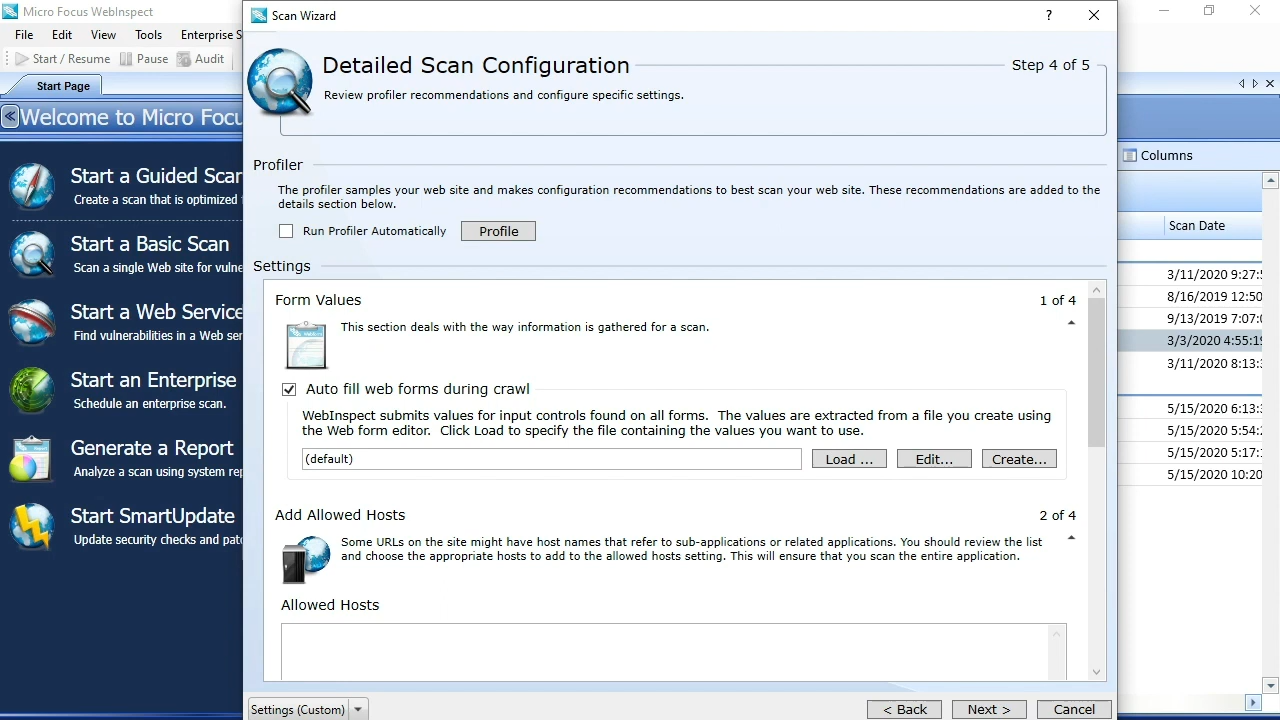 Micro Focus WebInspect
File Edit View Tools Enterprise S
Start / Resume Pause Audit
Start Page
Welcome to Micro Focu
Start a Guided Scan
Create a scan that is optimized
Start a Basic Scan
Scan a single Web site for vulne
Start a Web Service
Find vulnerabilities in a Web ser
Start an Enterprise
Schedule an enterprise scan.
Generate a Report
Analyze a scan using system rep
Start SmartUpdate
Update security checks and patc
Scan Wizard ?
Detailed Scan Configuration
Step 4 of 5
Review profiler recommendations and configure specific settings.
Profiler
The profiler samples your web site and makes configuration recommendations to best scan your web site. These recommendations are added to the
details section below.
Run Profiler Automatically Profile
Settings
Form Values 1 of 4
This section deals with the way information is gathered for a scan.
Auto fill web forms during crawl
WebInspect submits values for input controls found on all forms. The values are extracted from a file you create using
the Web form editor. Click Load to specify the file containing the values you want to use.
(default) Load ... Edit... Create...
Add Allowed Hosts 2 of 4
Some URLs on the site might have host names that refer to sub-applications or related applications. You should review the list
and choose the appropriate hosts to add to the allowed hosts setting. This will ensure that you scan the entire application.
Allowed Hosts
Settings (Custom) < Back Next > Cancel
Columns
Scan Date
3/11/2020 9:27:
8/16/2019 12:50
9/13/2019 7:07:
3/3/2020 4:55:1
3/11/2020 8:13:
5/15/2020 6:13:
5/15/2020 5:54:
5/15/2020 5:17:
5/15/2020 10:20